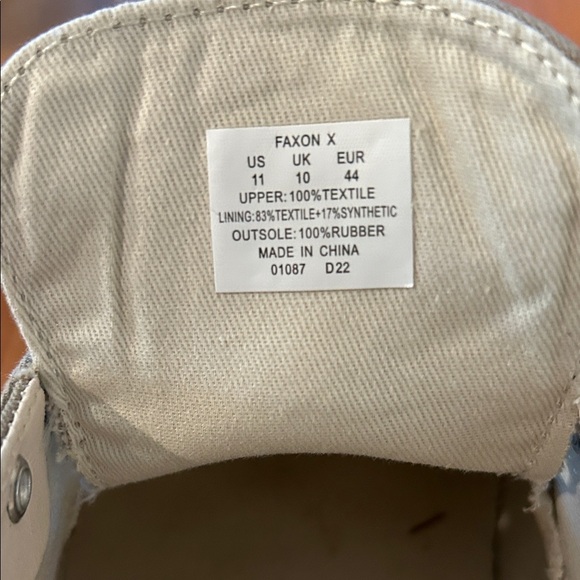 FAXON X
US UK EUR
11 10 44
UPPER:100%TEXTILE
LINING:83%TEXTILE+17%SYNTHETIC
OUTSOLE:100%RUBBER
MADE IN CHINA
01087 D22